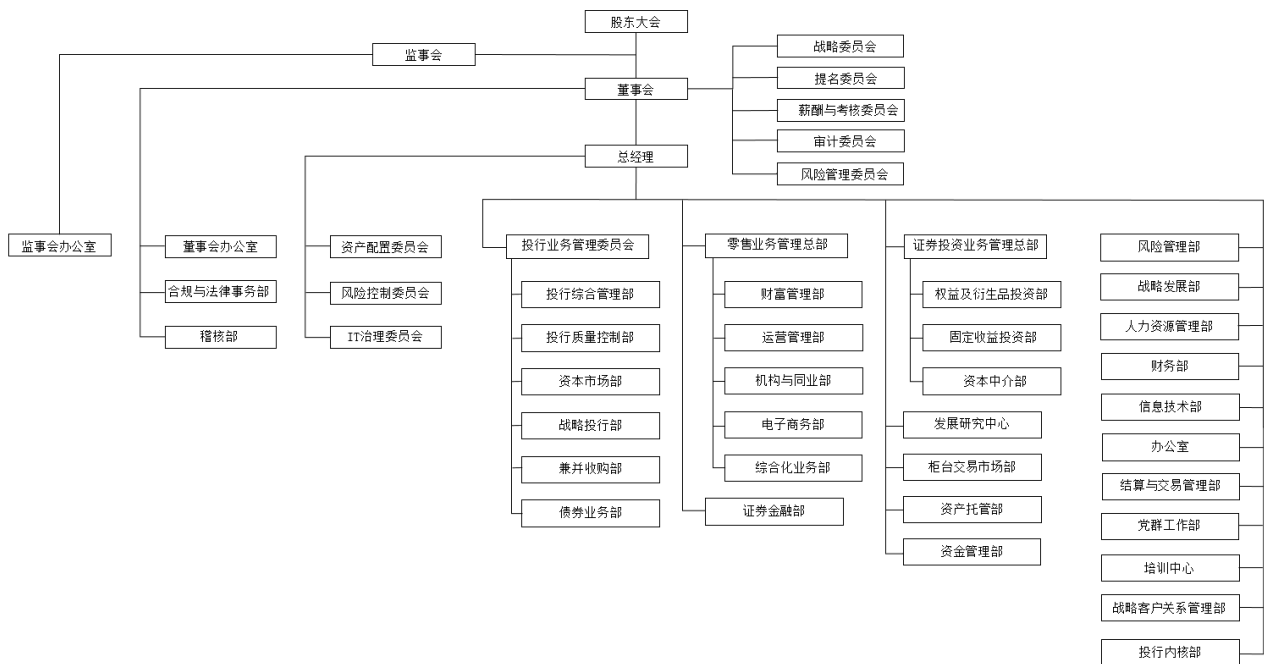 股东大会
监事会
董事会
战略委员会
提名委员会
薪酬与考核委员会
审计委员会
风险管理委员会
总经理
监事会办公室
董事会办公室
合规与法律事务部
稽核部
资产配置委员会
风险控制委员会
IT治理委员会
投行业务管理委员会
投行综合管理部
投行质量控制部
资本市场部
战略投行部
兼并收购部
债券业务部
零售业务管理总部
财富管理部
运营管理部
机构与同业部
电子商务部
综合化业务部
证券金融部
证券投资业务管理总部
权益及衍生品投资部
固定收益投资部
资本中介部
发展研究中心
柜台交易市场部
资产托管部
资金管理部
风险管理部
战略发展部
人力资源管理部
财务部
信息技术部
办公室
结算与交易管理部
党群工作部
培训中心
战略客户关系管理部
投行内核部